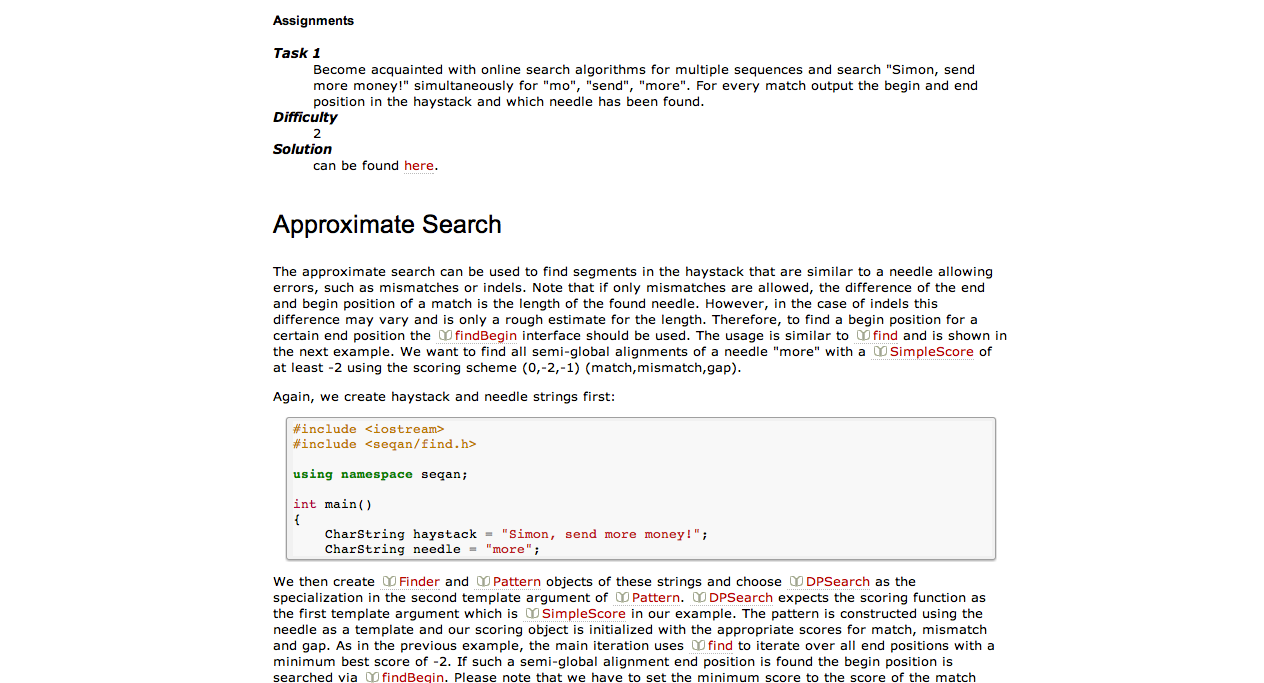 Assignments
Task 1
Become acquainted with online search algorithms for multiple sequences and search "Simon, send
more money!" simultaneously for "mo", "send", "more". For every match output the begin and end
position in the haystack and which needle has been found.
Difficulty
2
Solution
can be found here.
Approximate Search
The approximate search can be used to find segments in the haystack that are similar to a needle allowing
errors, such as mismatches or indels. Note that if only mismatches are allowed, the difference of the end
and begin position of a match is the length of the found needle. However, in the case of indels this
difference may vary and is only a rough estimate for the length. Therefore, to find a begin position for a
certain end position the findBegin interface should be used. The usage is similar to find and is shown in
the next example. We want to find all semi-global alignments of a needle "more" with a SimpleScore of
at least -2 using the scoring scheme (0,-2,-1) (match,mismatch,gap).
Again, we create haystack and needle strings first:
#include <iostream>
#include <seqan/find.h>
using namespace seqan;
int main()
{
CharString haystack = "Simon, send more money!";
CharString needle = "more";
We then create Finder and Pattern objects of these strings and choose DPSearch as the
specialization in the second template argument of Pattern. DPSearch expects the scoring function as
the first template argument which is SimpleScore in our example. The pattern is constructed using the
needle as a template and our scoring object is initialized with the appropriate scores for match, mismatch
and gap. As in the previous example, the main iteration uses find to iterate over all end positions with a
minimum best score of -2. If such a semi-global alignment end position is found the begin position is
searched via findBegin. Please note that we have to set the minimum score to the score of the match